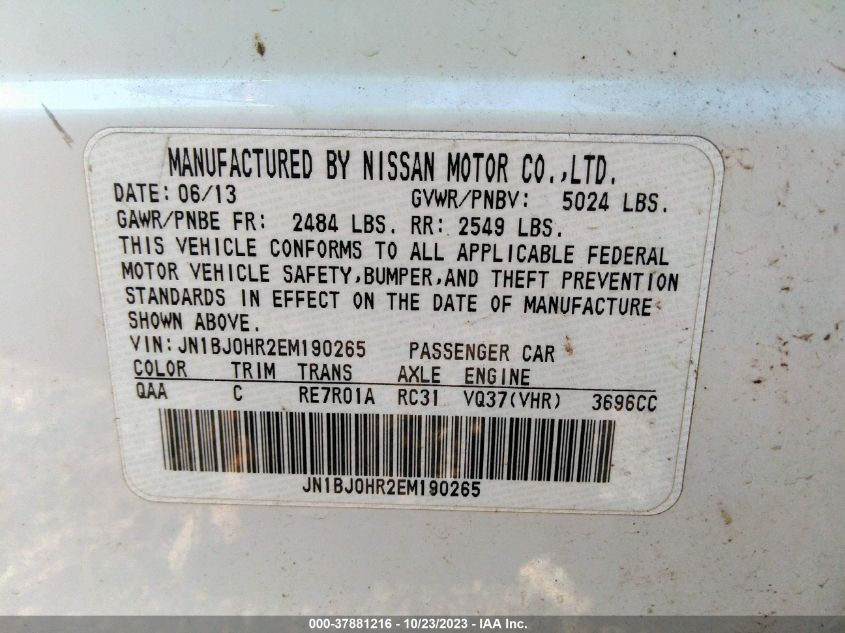 MANUFACTURED BY NISSAN MOTOR CO.,LTD.
DATE: 06/13 GVWR/PNBV: 5024 LBS.
GAWR/PNBE FR: 2484 LBS. RR: 2549 LBS.
THIS VEHICLE CONFORMS TO ALL APPLICABLE FEDERAL
MOTOR VEHICLE SAFETY,BUMPER,AND THEFT PREVENTION
STANDARDS IN EFFECT ON THE DATE OF MANUFACTURE
SHOWN ABOVE.
VIN: JN1BJ0HR2EM190265 PASSENGER CAR
COLOR TRIM TRANS AXLE ENGINE
QAA C RE7R01A RC31 VQ37(VHR) 3696CC
JN1BJ0HR2EM190265
000-37881216 - 10/23/2023 - IAA Inc.